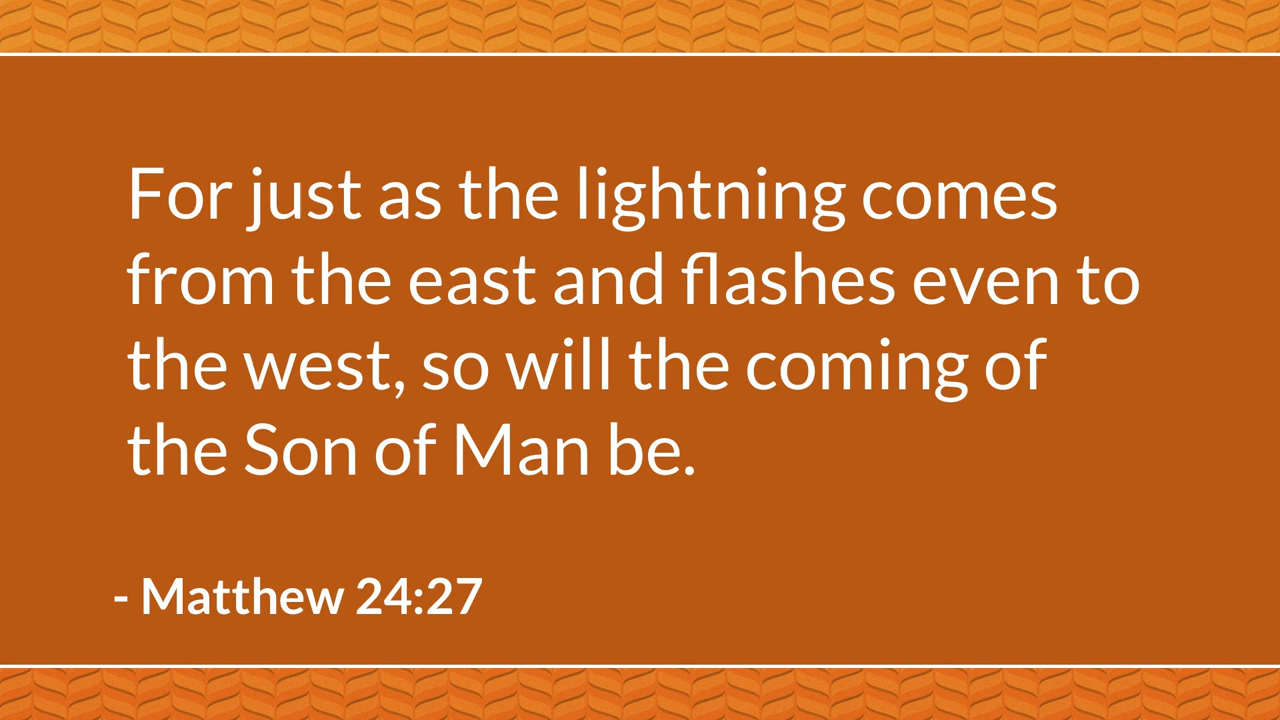 For just as the lightning comes
from the east and flashes even to
the west, so will the coming of
the Son of Man be.
- Matthew 24:27